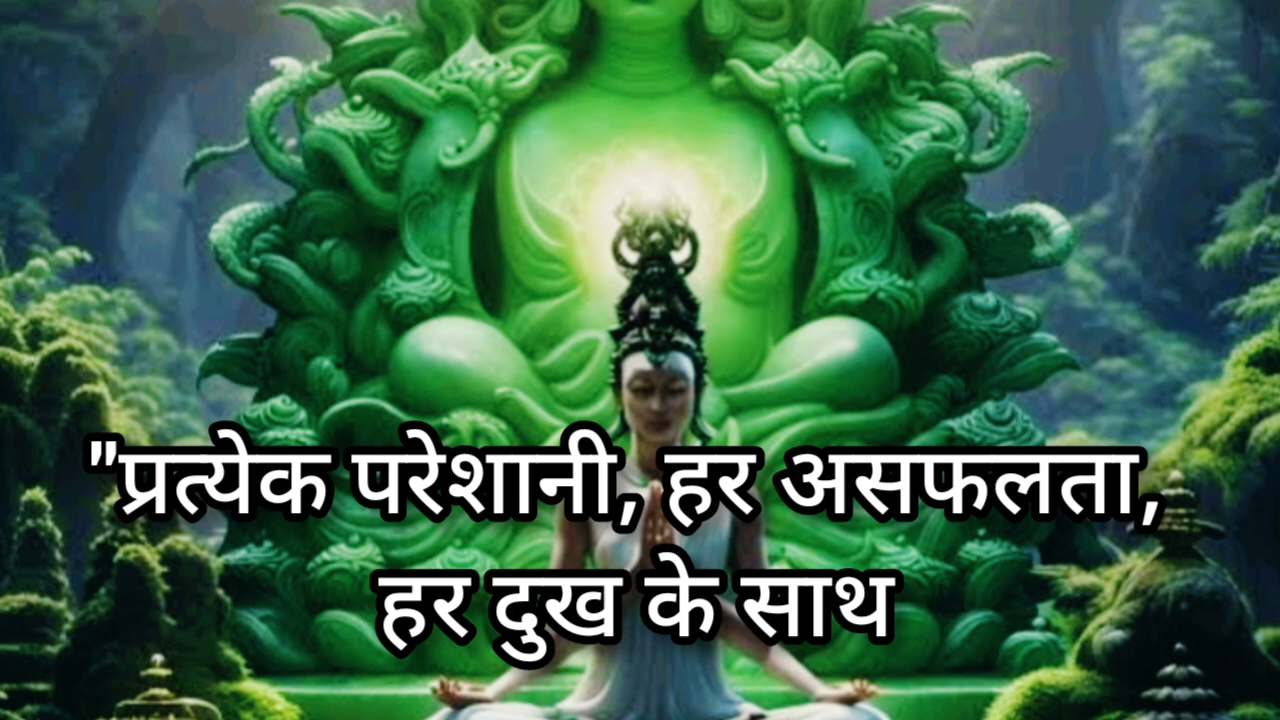 "प्रत्येक परेशानी, हर असफलता,
हर दुख के साथ